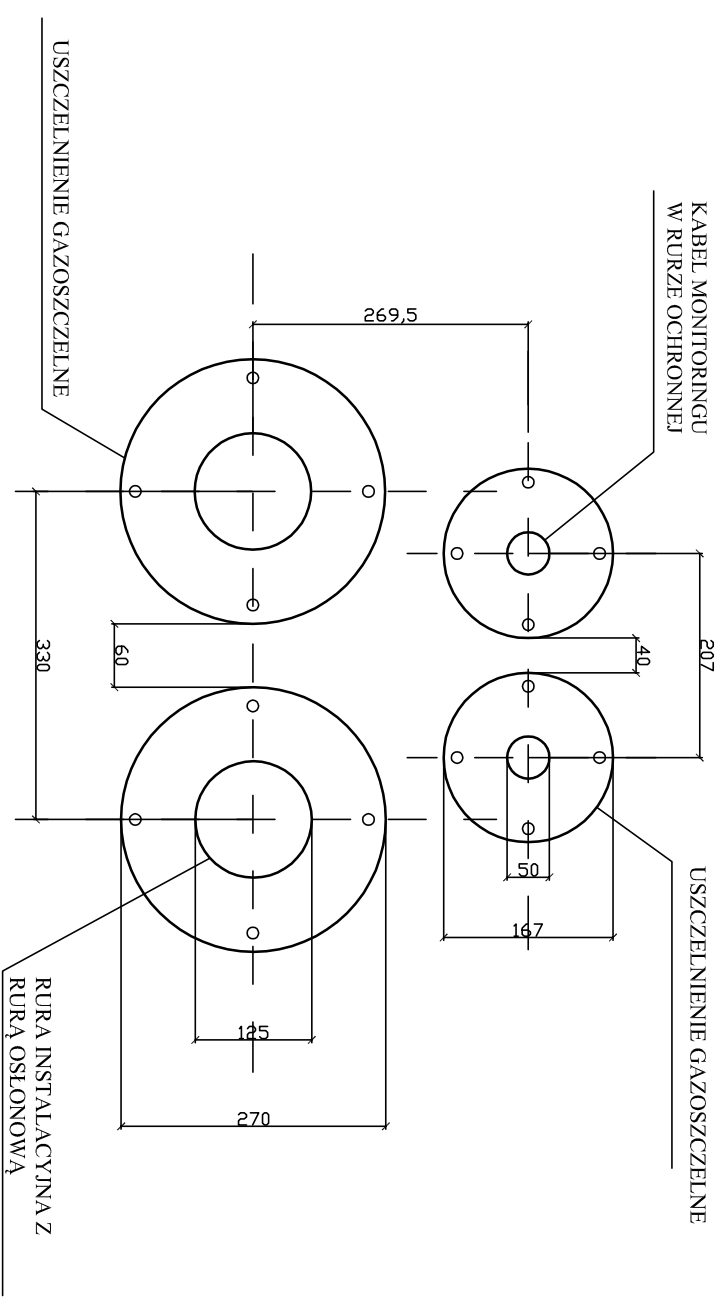 KABEL MONITORINGU
W RURZE OCHRONNEJ
USZCZELNIENIE GAZOSZCZELNE
207
40
269,5
50
167
USZCZELNIENIE GAZOSZCZELNE
60
330
125
270
RURA INSTALACYJNA Z
RURĄ OSŁONOWĄ